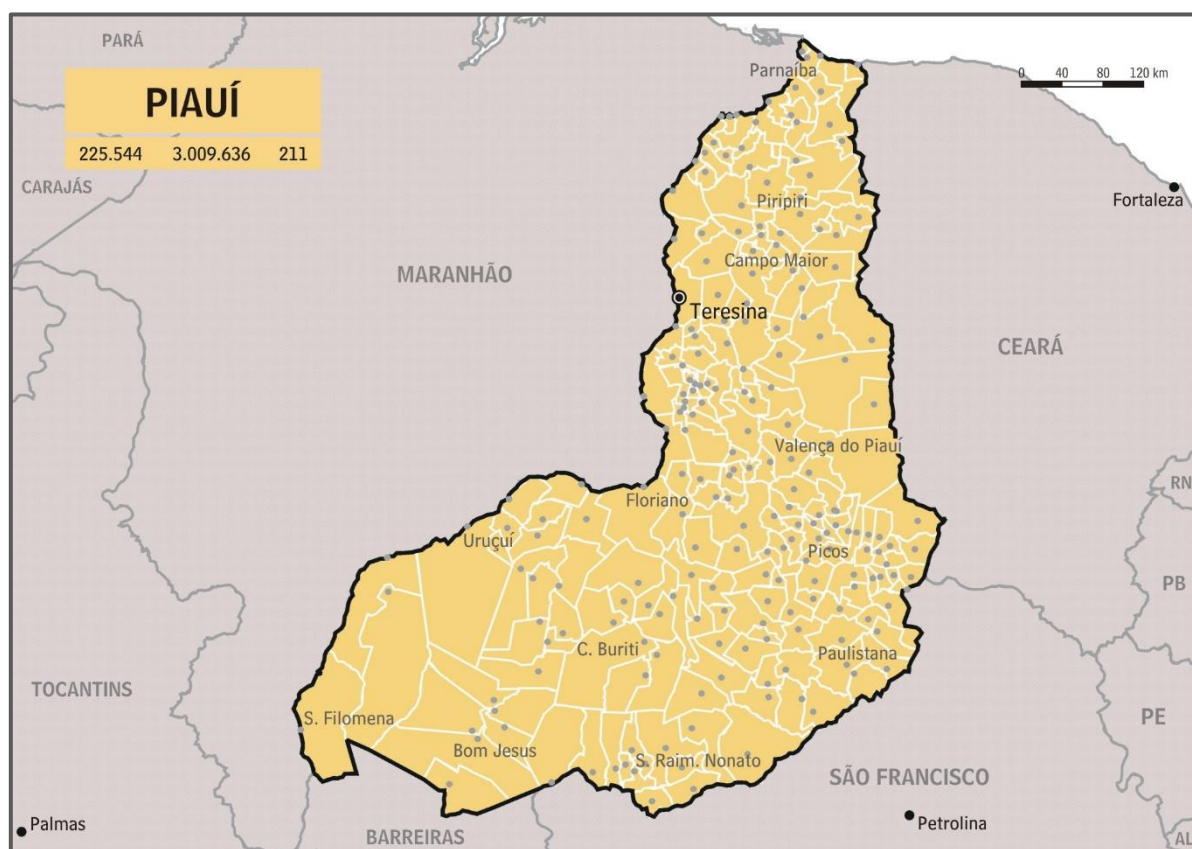 PARÁ
PIAUÍ
225.544 3.009.636 211
Parnaíba
0 40 80 120 km
CARAJÁS
Fortaleza
Piripiri
MARANHÃO
Campo Maior
Teresina
CEARÁ
Valença do Piauí
RN
Floriano
Uruçuí
Picos
PB
C. Buriti
Paulistana
TOCANTINS
S. Filomena
PE
Bom Jesus
S. Raim. Nonato
SÃO FRANCISCO
Palmas
BARREIRAS
Petrolina
AL